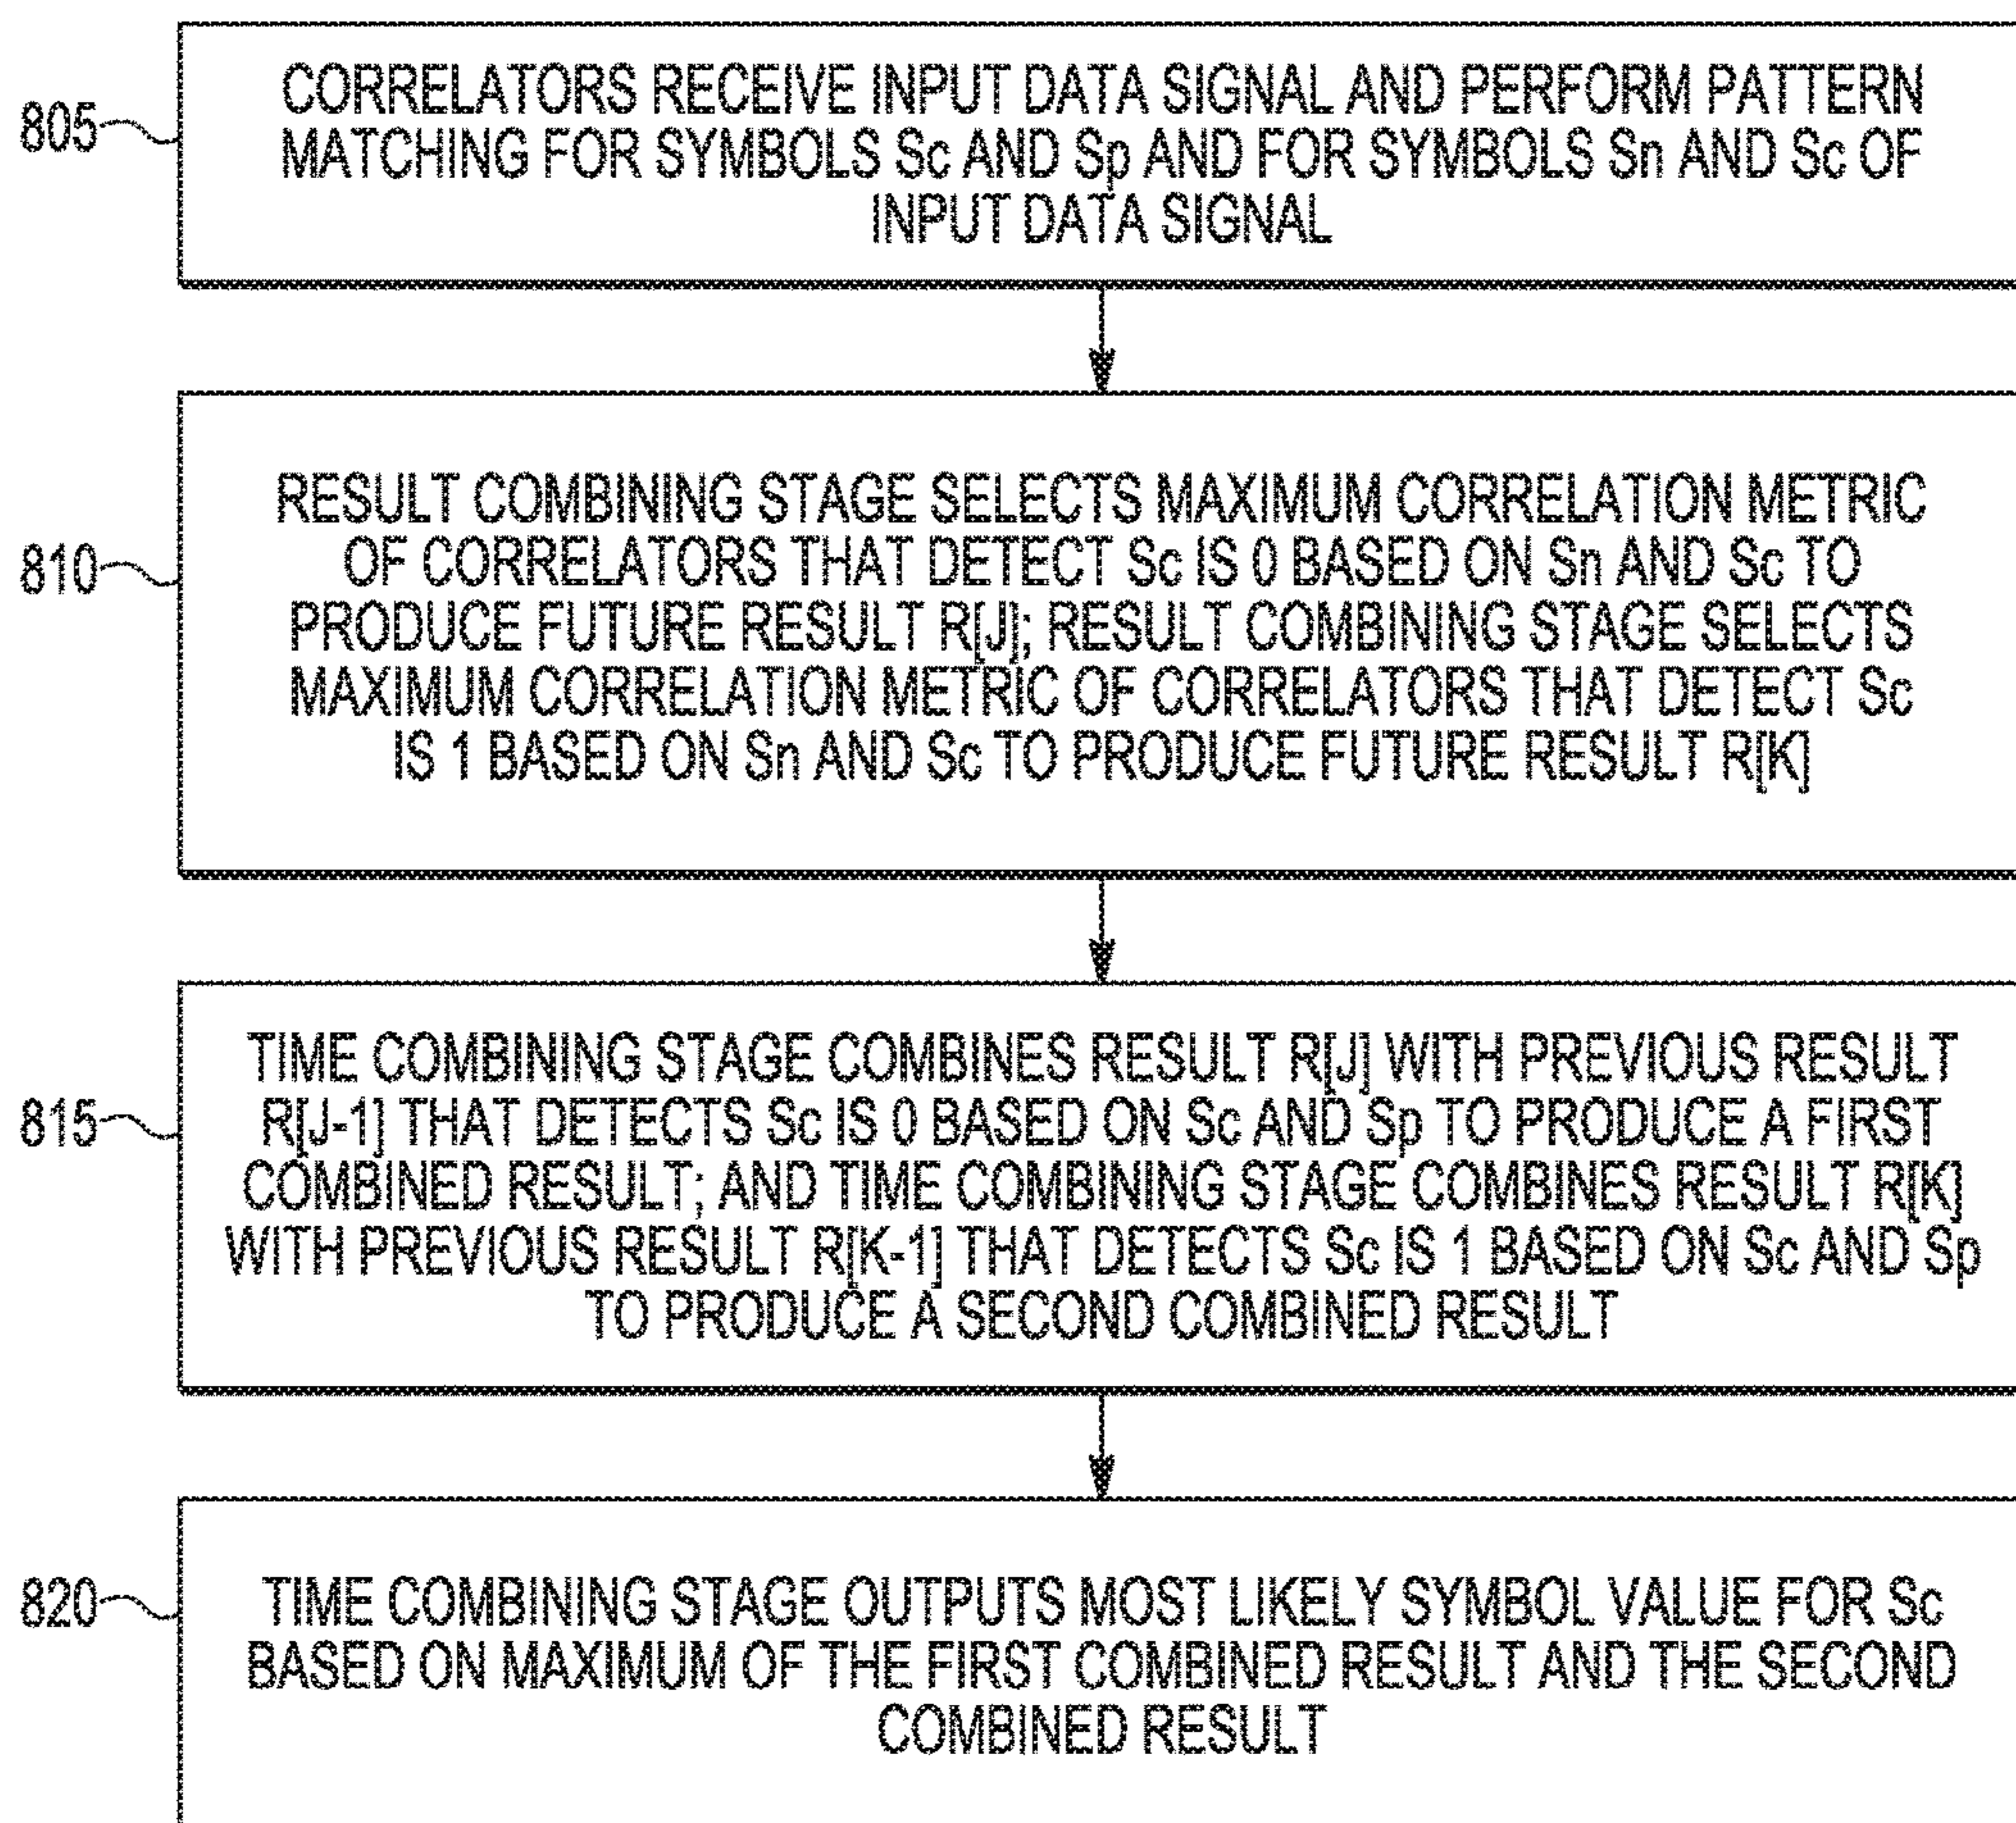 805
CORRELATORS RECEIVE INPUT DATA SIGNAL AND PERFORM PATTERN
MATCHING FOR SYMBOLS Sc AND Sp AND FOR SYMBOLS Sn AND Sc OF
INPUT DATA SIGNAL
810
RESULT COMBINING STAGE SELECTS MAXIMUM CORRELATION METRIC
OF CORRELATORS THAT DETECT Sc IS 0 BASED ON Sn AND Sc TO
PRODUCE FUTURE RESULT R[J]; RESULT COMBINING STAGE SELECTS
MAXIMUM CORRELATION METRIC OF CORRELATORS THAT DETECT Sc
IS 1 BASED ON Sn AND Sc TO PRODUCE FUTURE RESULT R[K]
815
TIME COMBINING STAGE COMBINES RESULT R[J] WITH PREVIOUS RESULT
R[J-1] THAT DETECTS Sc IS 0 BASED ON Sc AND Sp TO PRODUCE A FIRST
COMBINED RESULT; AND TIME COMBINING STAGE COMBINES RESULT R[K]
WITH PREVIOUS RESULT R[K-1] THAT DETECTS Sc IS 1 BASED ON Sc AND Sp
TO PRODUCE A SECOND COMBINED RESULT
820
TIME COMBINING STAGE OUTPUTS MOST LIKELY SYMBOL VALUE FOR Sc
BASED ON MAXIMUM OF THE FIRST COMBINED RESULT AND THE SECOND
COMBINED RESULT